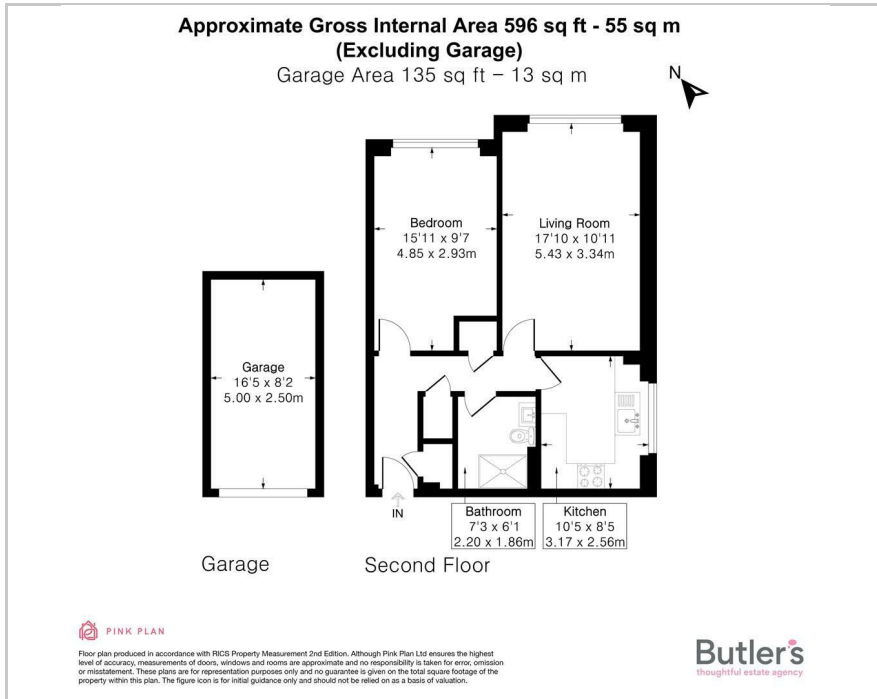 Approximate Gross Internal Area 596 sq ft - 55 sq m
(Excluding Garage)
Garage Area 135 sq ft – 13 sq m
N
Bedroom
15'11 x 9'7
4.85 x 2.93m
Living Room
17'10 x 10'11
5.43 x 3.34m
Garage
16'5 x 8'2
5.00 x 2.50m
IN
Bathroom
7'3 x 6'1
2.20 x 1.86m
Kitchen
10'5 x 8'5
3.17 x 2.56m
Garage
Second Floor
PINK PLAN
Floor plan produced in accordance with RICS Property Measurement 2nd Edition. Although Pink Plan Ltd ensures the highest
level of accuracy, measurements of doors, windows and rooms are approximate and no responsibility is taken for error, omission
or misstatement. These plans are for representation purposes only and no guarantee is given on the total square footage of the
property within this plan. The figure icon is for initial guidance only and should not be relied on as a basis of valuation.
Butler's
thoughtful estate agency